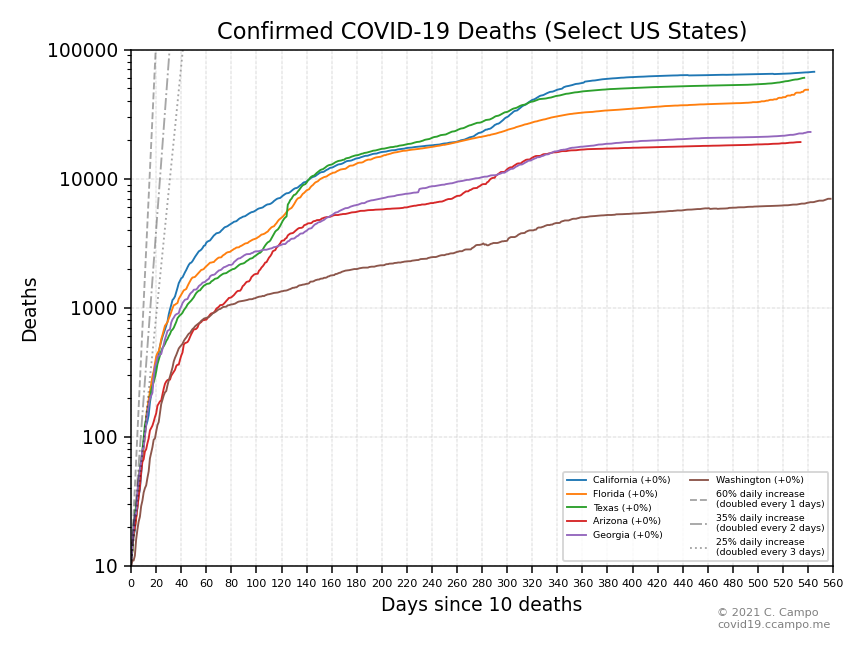 Confirmed COVID-19 Deaths (Select US States)
100000
10000
1000
100
10
Deaths
0 20 40 60 80 100 120 140 160 180 200 220 240 260 280 300 320 340 360 380 400 420 440 460 480 500 520 540 560
Days since 10 deaths
California (+0%)
Florida (+0%)
Texas (+0%)
Arizona (+0%)
Georgia (+0%)
Washington (+0%)
60% daily increase
(doubled every 1 days)
35% daily increase
(doubled every 2 days)
25% daily increase
(doubled every 3 days)
© 2021 C. Campo
covid19.ccampo.me